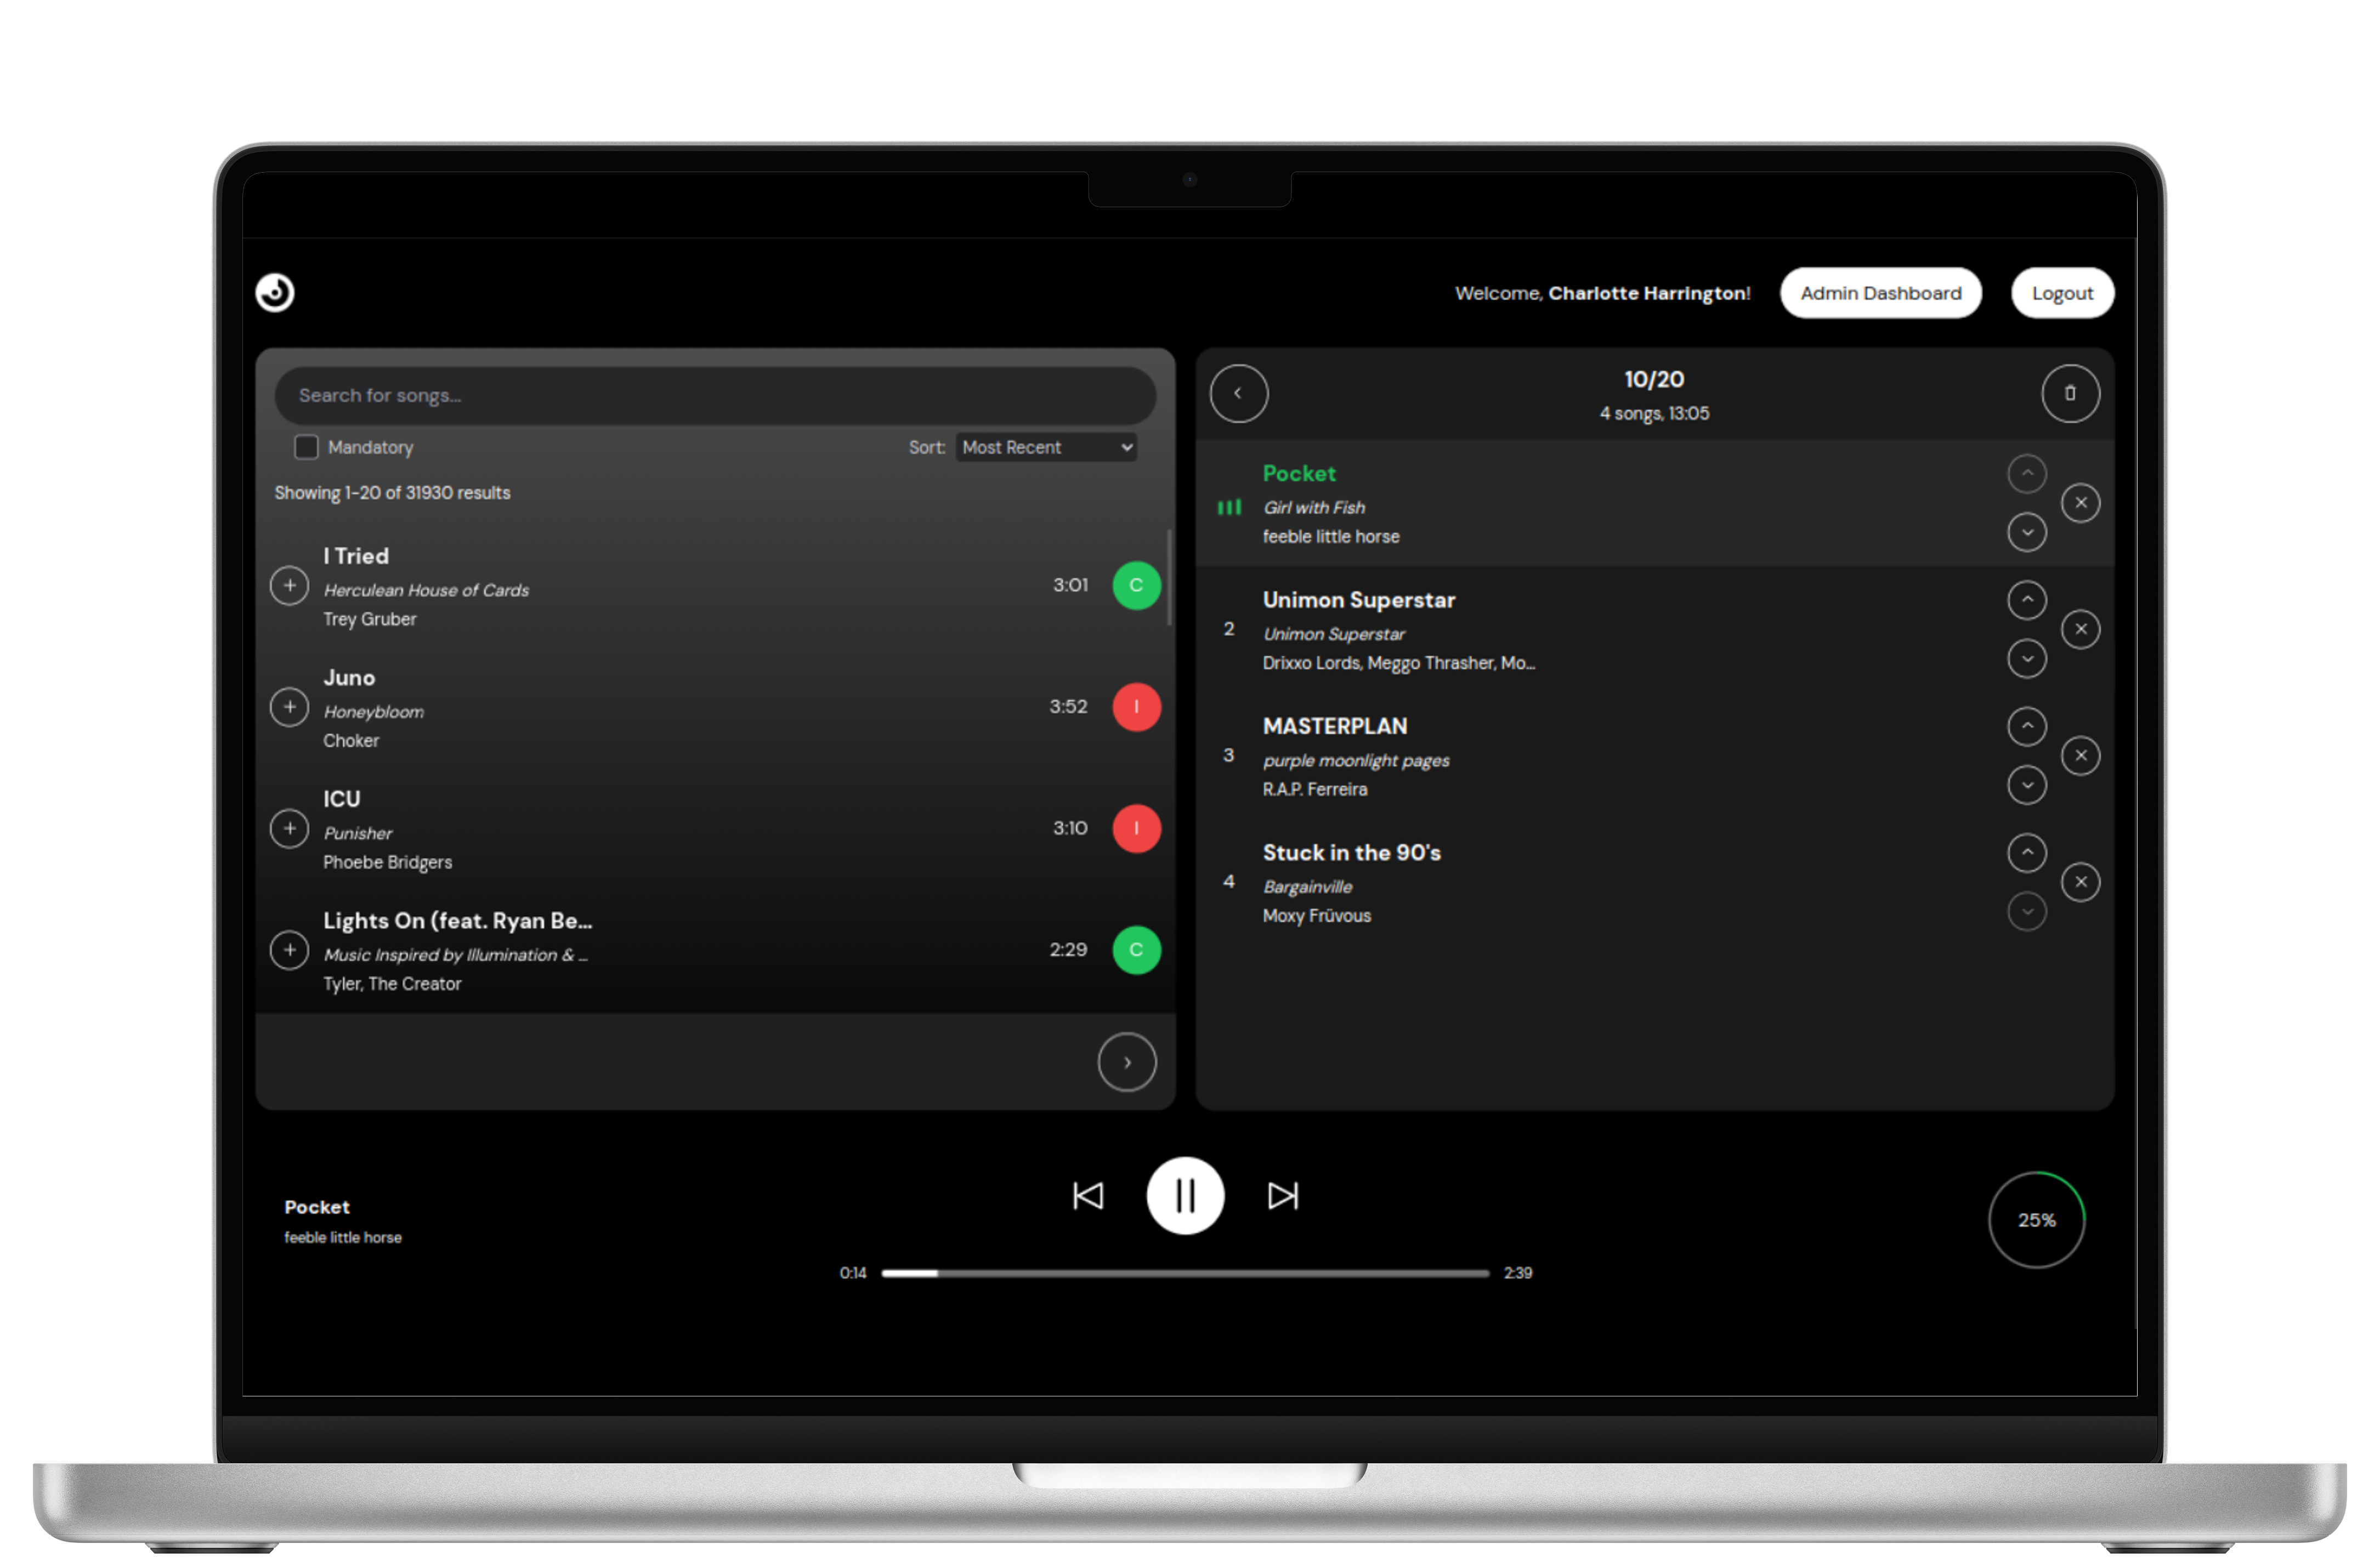 Welcome, Charlotte Harrington!
Admin Dashboard
Logout
Search for songs...
Mandatory
Sort: Most Recent
Showing 1-20 of 31930 results
I Tried
Herculean House of Cards
Trey Gruber
3:01
C
Juno
Honeybloom
Choker
3:52
I
ICU
Punisher
Phoebe Bridgers
3:10
I
Lights On (feat. Ryan Be...
Music Inspired by Illumination & ...
Tyler, The Creator
2:29
C
10/20
4 songs, 13:05
Pocket
Girl with Fish
feeble little horse
2
Unimon Superstar
Unimon Superstar
Drixxo Lords, Meggo Thrasher, Mo...
3
MASTERPLAN
purple moonlight pages
R.A.P. Ferreira
4
Stuck in the 90's
Bargainville
Moxy Früvous
Pocket
feeble little horse
0:14
2:39
25%